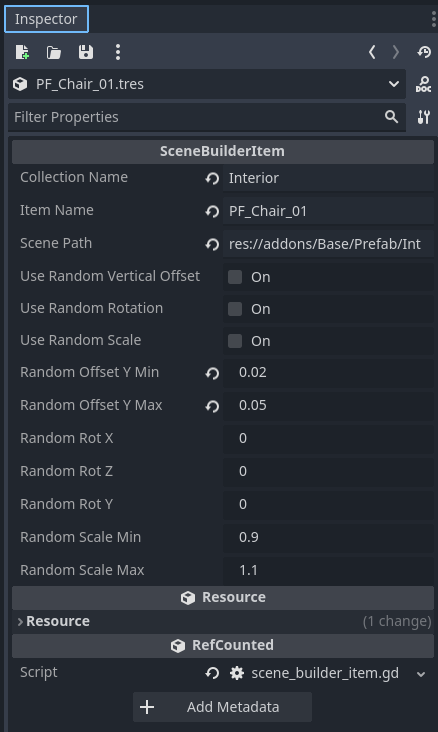 Inspector
DOC
PF_Chair_01.tres
Filter Properties
SceneBuilderItem
Collection Name Interior
Item Name PF_Chair_01
Scene Path res://addons/Base/Prefab/Int
Use Random Vertical Offset On
Use Random Rotation On
Use Random Scale On
Random Offset Y Min 0.02
Random Offset Y Max 0.05
Random Rot X 0
Random Rot Z 0
Random Rot Y 0
Random Scale Min 0.9
Random Scale Max 1.1
Resource
Resource (1 change)
RefCounted
Script scene_builder_item.gd
Add Metadata